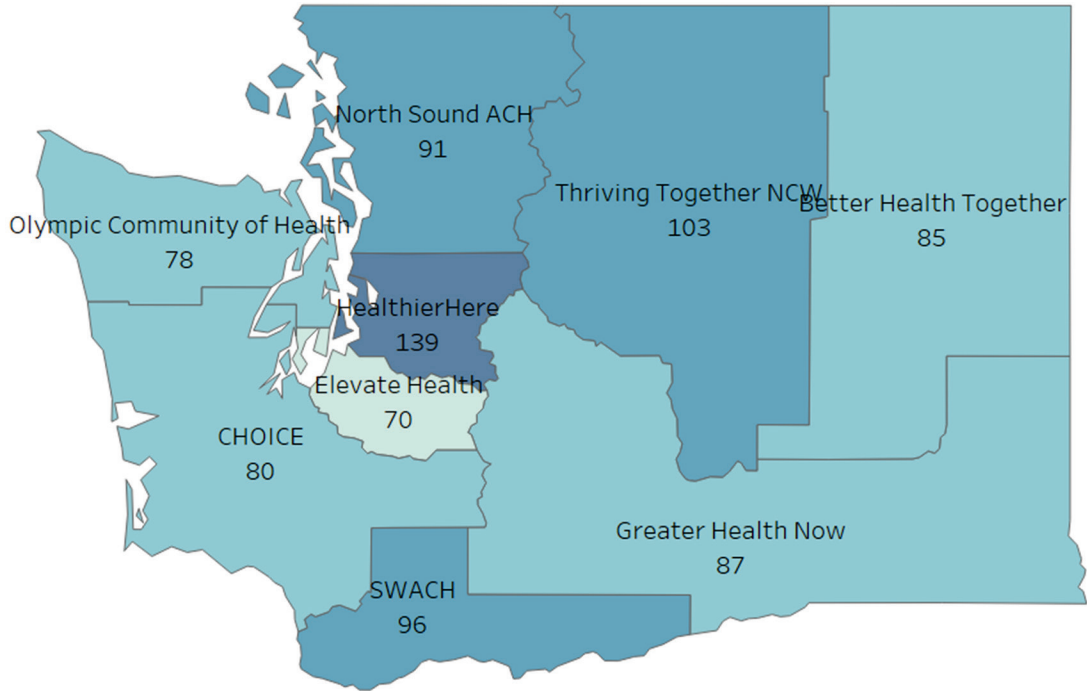 North Sound ACH
91
Thriving Together NCW
103
Better Health Together
85
Olympic Community of Health
78
HealthierHere
139
Elevate Health
70
CHOICE
80
Greater Health Now
87
SWACH
96